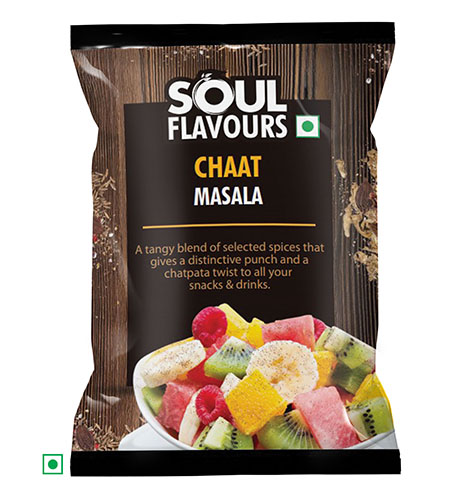 SOUL
FLAVOURS
CHAAT
MASALA
A tangy blend of selected spices that
gives a distinctive punch and a
chatpata twist to all your
snacks & drinks.